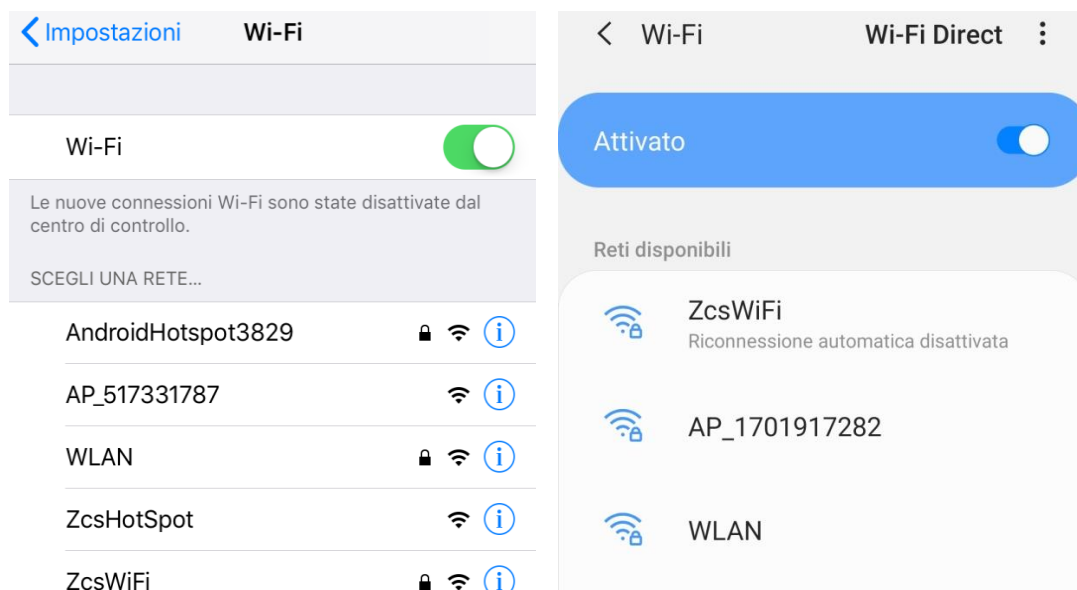 Impostazioni
Wi-Fi
Wi-Fi
Le nuove connessioni Wi-Fi sono state disattivate dal
centro di controllo.
SCEGLI UNA RETE...
AndroidHotspot3829
AP_517331787
WLAN
ZcsHotSpot
ZcsWiFi
Wi-Fi
Wi-Fi Direct
Attivato
Reti disponibili
ZcsWiFi
Riconnessione automatica disattivata
AP_1701917282
WLAN